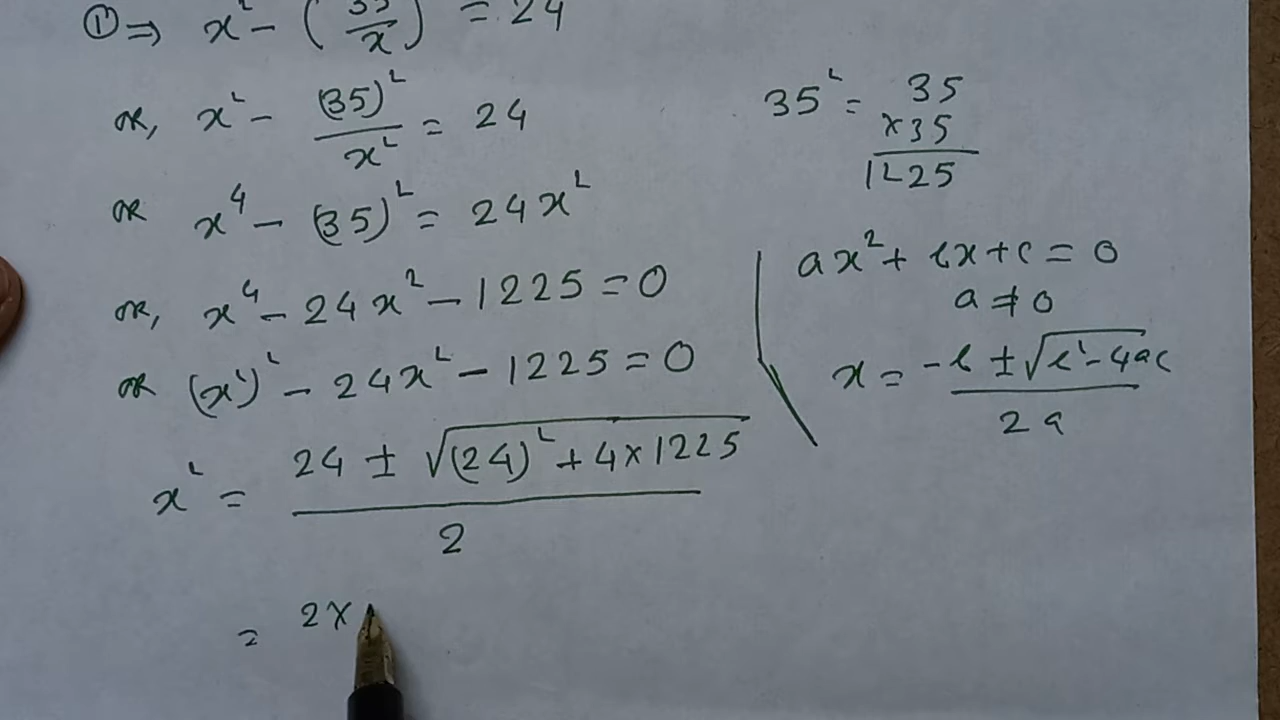 ① ⇒ x² - (35/x) = 24
or, x² - (35)²/x² = 24
or x⁴ - (35)² = 24x²
or, x⁴ - 24x² - 1225 = 0
or (x²)² - 24x² - 1225 = 0
x² = (24 ± √((24)² + 4×1225))/2
= 2×
35² = 35
×35
1225
ax² + bx + c = 0
a ≠ 0
x = (-b ± √(b² - 4ac))/2a